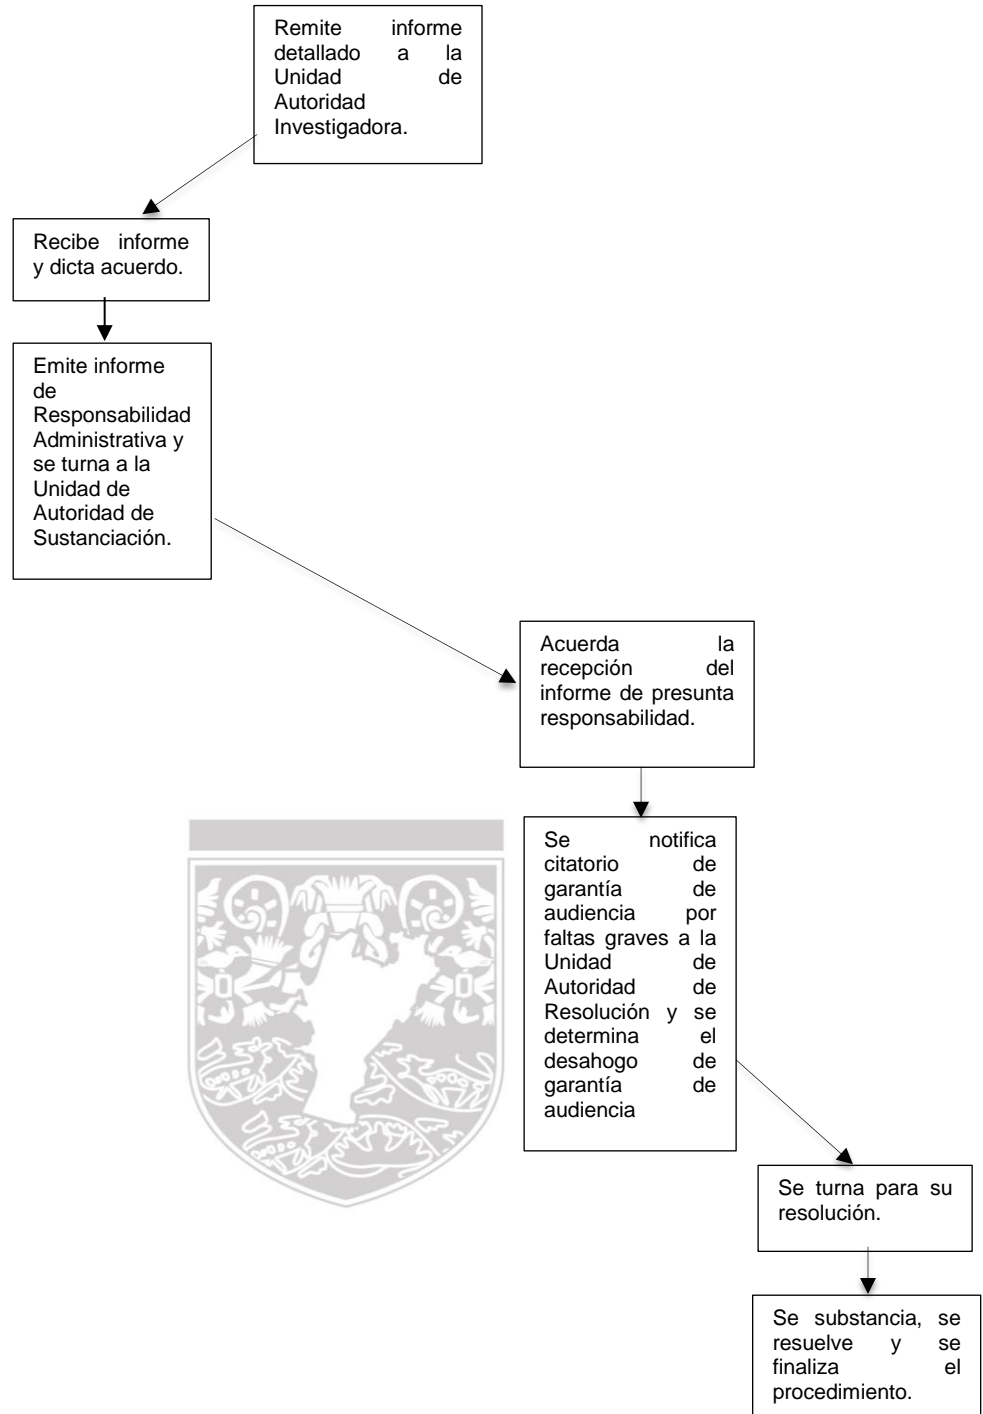 Remite informe
detallado a la
Unidad de
Autoridad
Investigadora.
Recibe informe
y dicta acuerdo.
Emite informe
de
Responsabilidad
Administrativa y
se turna a la
Unidad de
Autoridad de
Sustanciación.
Acuerda la
recepción del
informe de presunta
responsabilidad.
Se notifica
citatorio de
garantía de
audiencia por
faltas graves a la
Unidad de
Autoridad de
Resolución y se
determina el
desahogo de
garantía de
audiencia
Se turna para su
resolución.
Se substancia, se
resuelve y se
finaliza el
procedimiento.